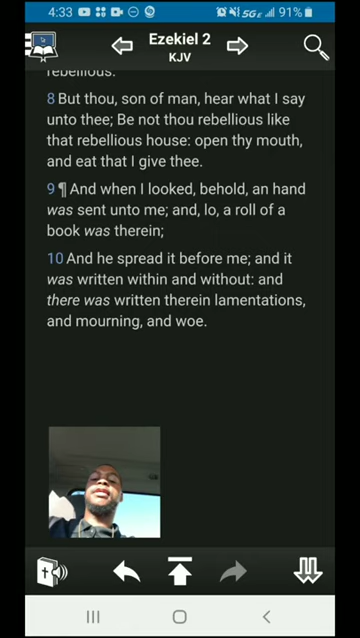 4:33
5G E
91%
Ezekiel 2
KJV
rebellious.
8 But thou, son of man, hear what I say
unto thee; Be not thou rebellious like
that rebellious house: open thy mouth,
and eat that I give thee.
9 ¶ And when I looked, behold, an hand
was sent unto me; and, lo, a roll of a
book was therein;
10 And he spread it before me; and it
was written within and without: and
there was written therein lamentations,
and mourning, and woe.